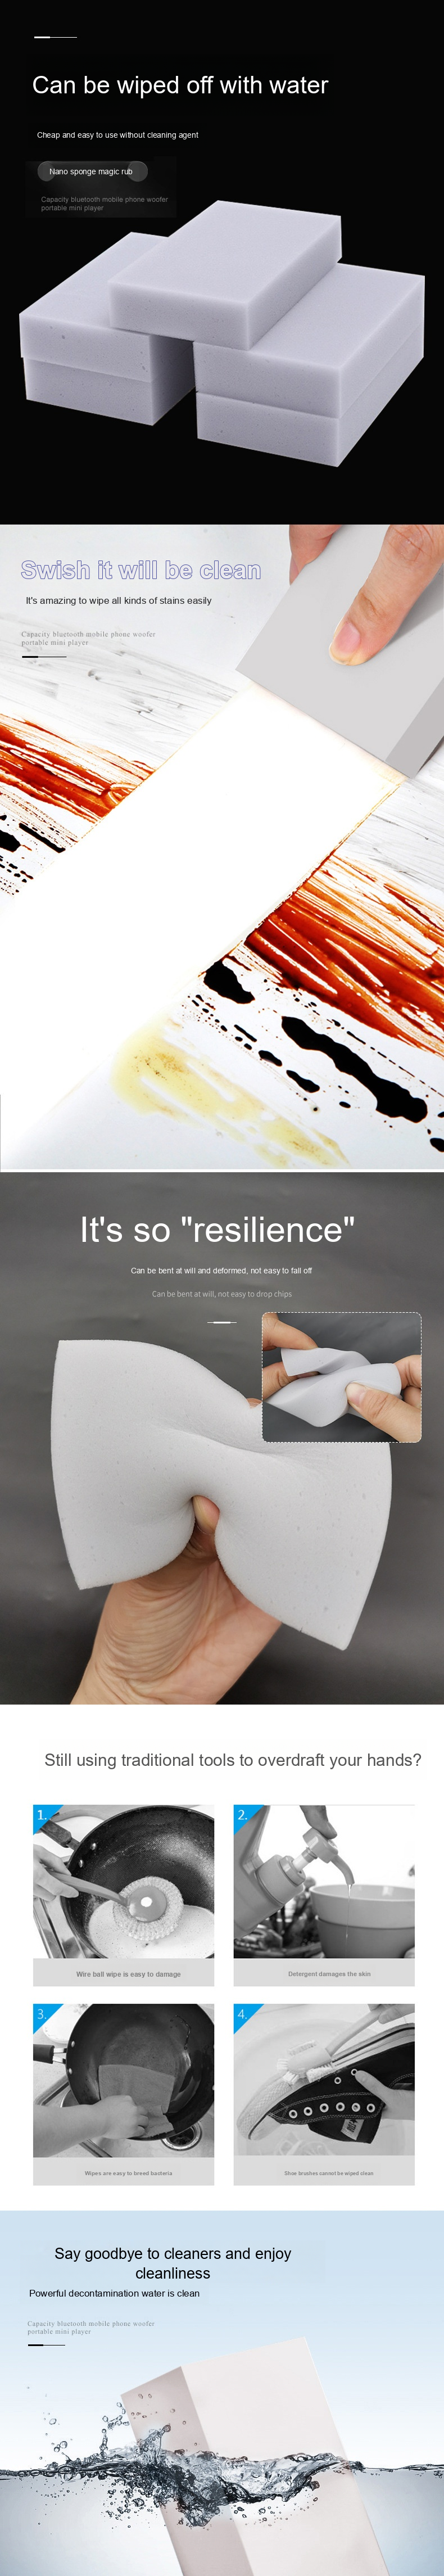 Can be wiped off with water
Cheap and easy to use without cleaning agent
Nano sponge magic rub
Capacity bluetooth mobile phone woofer
portable mini player
Swish it will be clean
It's amazing to wipe all kinds of stains easily
Capacity bluetooth mobile phone woofer
portable mini player
It's so "resilience"
Can be bent at will and deformed, not easy to fall off
Can be bent at will, not easy to drop chips
Still using traditional tools to overdraft your hands?
1.
2.
Wire ball wipe is easy to damage
Detergent damages the skin
3.
4.
Wipes are easy to breed bacteria
Shoe brushes cannot be wiped clean
Say goodbye to cleaners and enjoy
cleanliness
Powerful decontamination water is clean
Capacity bluetooth mobile phone woofer
portable mini player